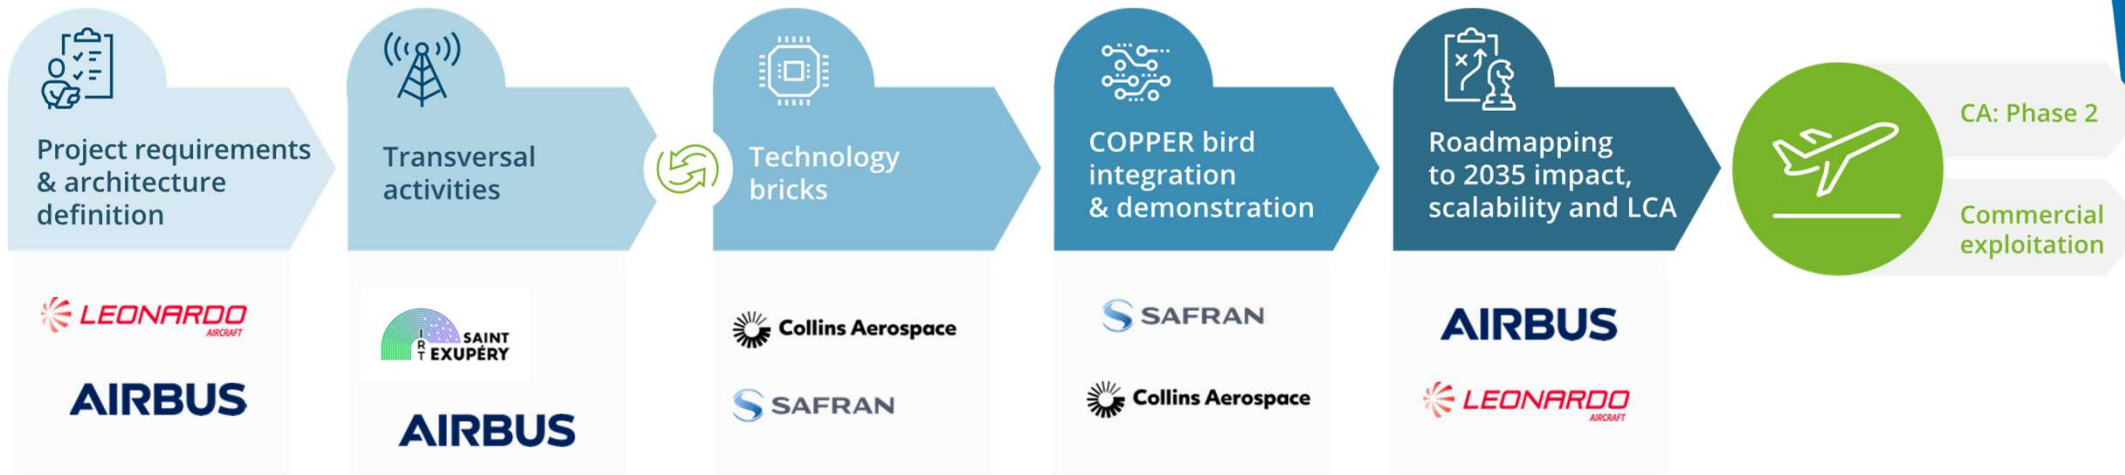 Project requirements
& architecture
definition
Transversal
activities
Technology
bricks
COPPER bird
integration
& demonstration
Roadmapping
to 2035 impact,
scalability and LCA
CA: Phase 2
Commercial
exploitation
LEONARDO
AIRCRAFT
AIRBUS
IRT SAINT
EXUPÉRY
AIRBUS
Collins Aerospace
SAFRAN
SAFRAN
Collins Aerospace
AIRBUS
LEONARDO
AIRCRAFT